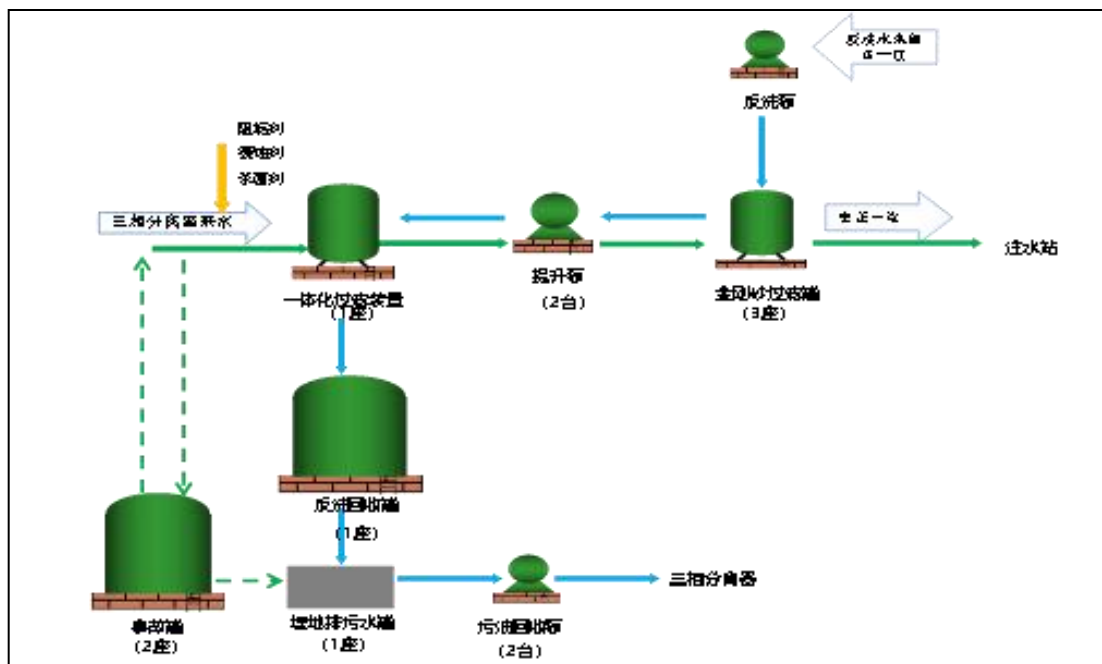 反洗泵
阻垢剂
杀菌剂
三相分离器来水
注水站
提升泵
(2台)
一体化过滤装置
(1座)
金刚砂过滤罐
(3座)
反洗回收罐
(1座)
三相分离器
事故罐
(2座)
埋地排污水罐
(1座)
污油回收泵
(2台)